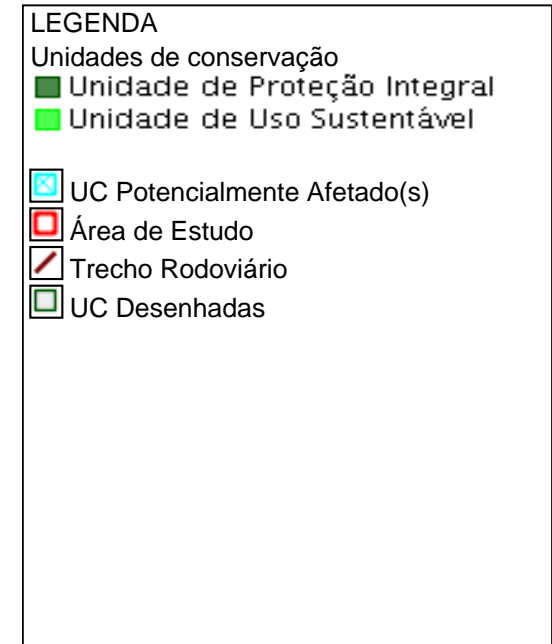 LEGENDA
Unidades de conservação
Unidade de Proteção Integral
Unidade de Uso Sustentável
UC Potencialmente Afetado(s)
Área de Estudo
Trecho Rodoviário
UC Desenhadas